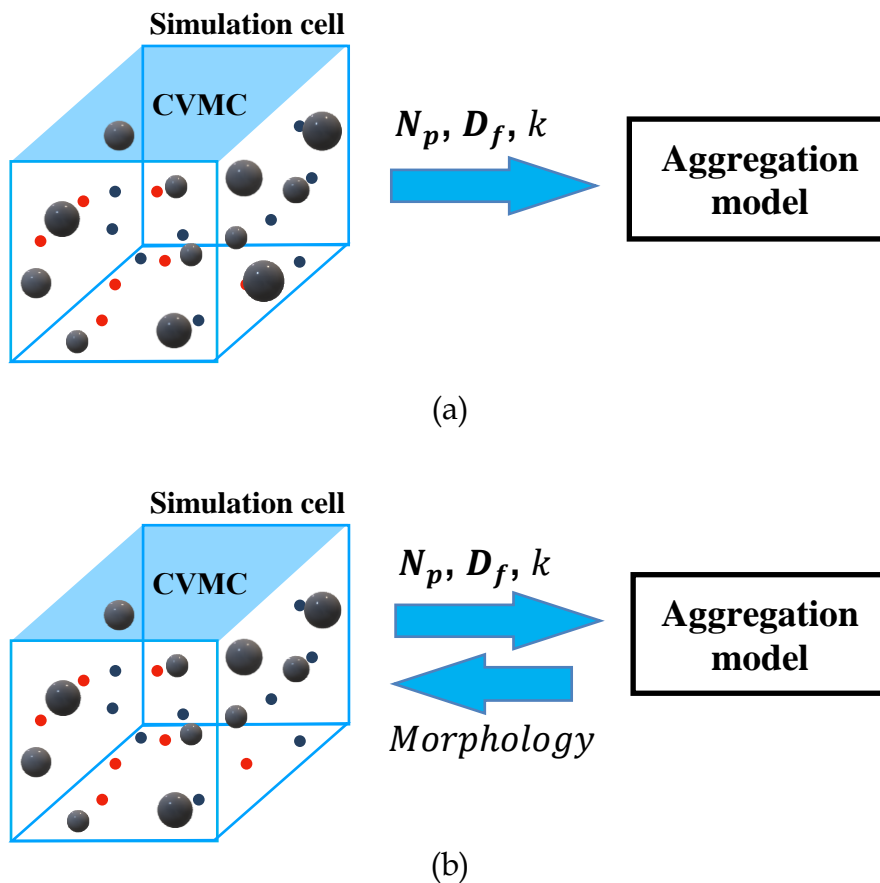 Simulation cell
CVMC
N_p, D_f, k
Aggregation
model
(a)
Simulation cell
CVMC
N_p, D_f, k
Aggregation
model
Morphology
(b)